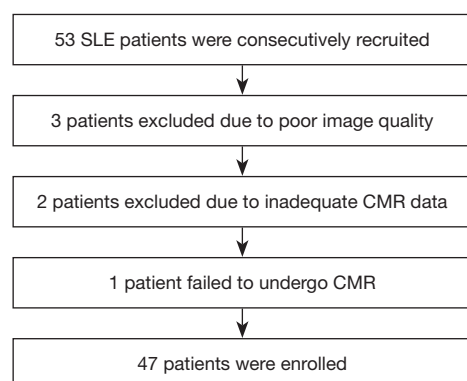 53 SLE patients were consecutively recruited
3 patients excluded due to poor image quality
2 patients excluded due to inadequate CMR data
1 patient failed to undergo CMR
47 patients were enrolled